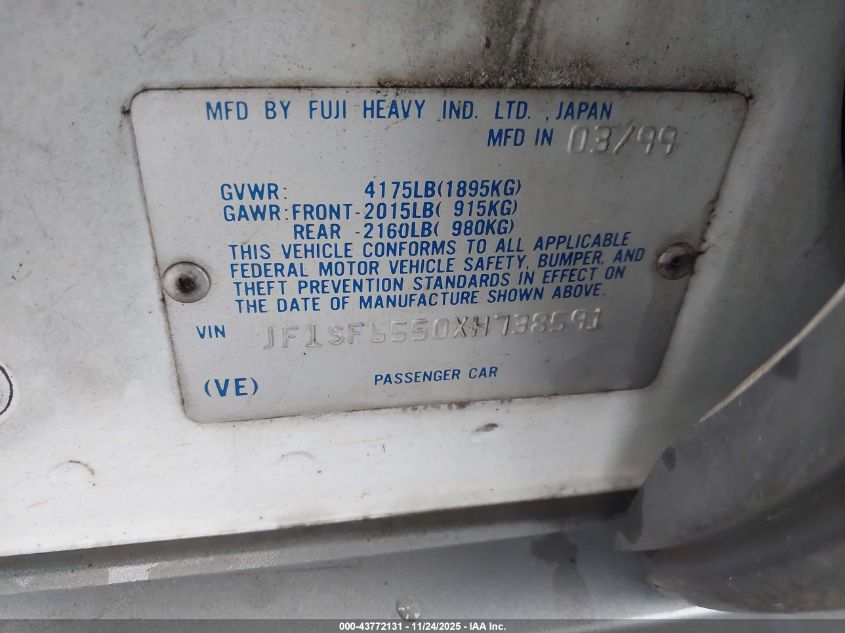 MFD BY FUJI HEAVY IND. LTD. , JAPAN
MFD IN 03/99
GVWR: 4175LB(1895KG)
GAWR:FRONT-2015LB( 915KG)
REAR -2160LB( 980KG)
THIS VEHICLE CONFORMS TO ALL APPLICABLE
FEDERAL MOTOR VEHICLE SAFETY, BUMPER, AND
THEFT PREVENTION STANDARDS IN EFFECT ON
THE DATE OF MANUFACTURE SHOWN ABOVE.
VIN JF1SF6550XH738591
(VE) PASSENGER CAR
000-43772131 - 11/24/2025 - IAA Inc.